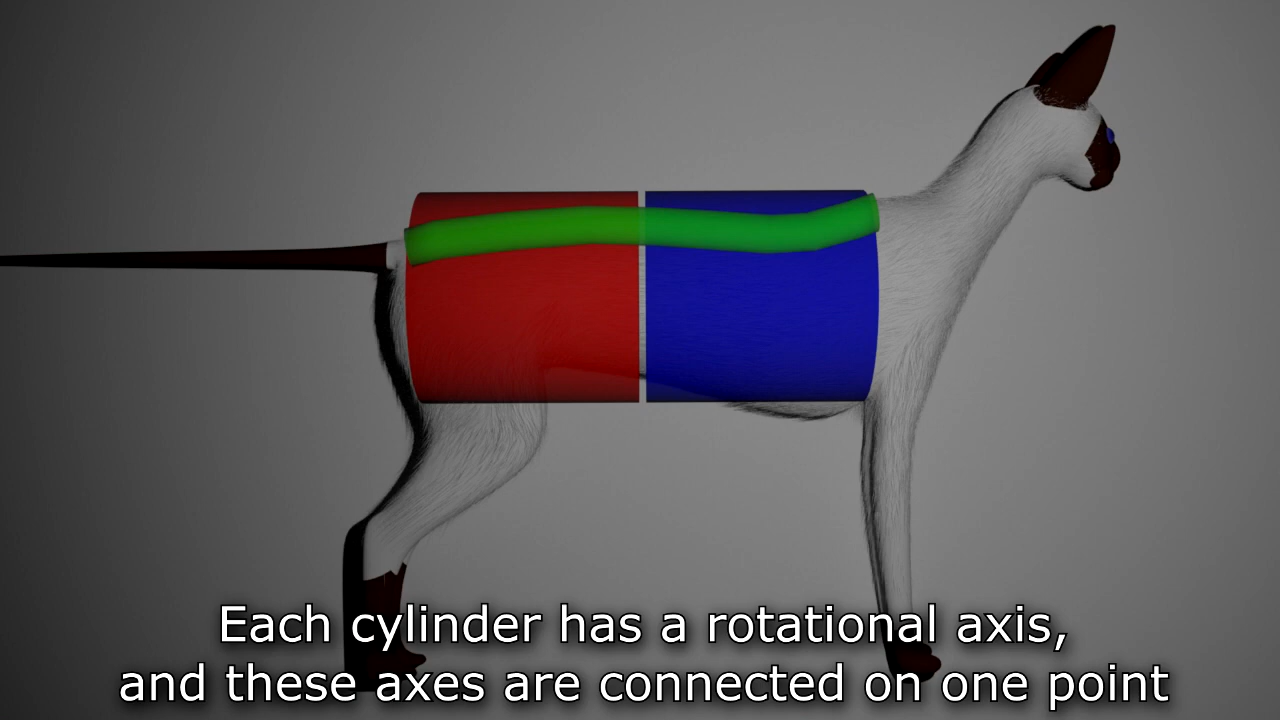 Each cylinder has a rotational axis,
and these axes are connected on one point